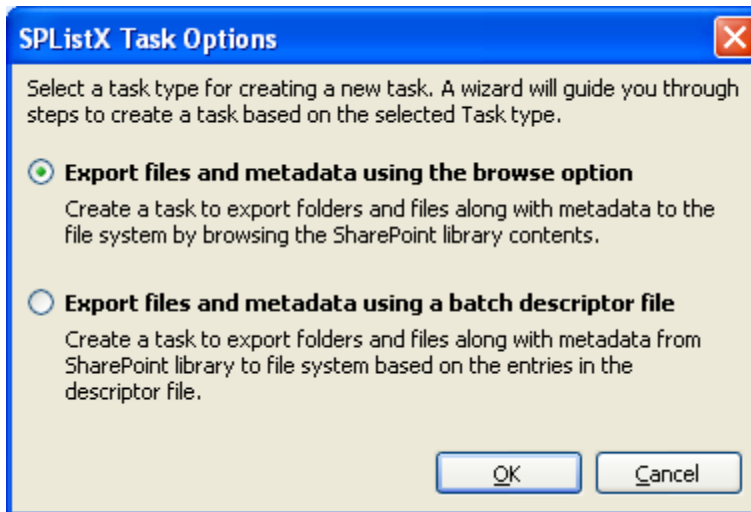 SPListX Task Options
Select a task type for creating a new task. A wizard will guide you through
steps to create a task based on the selected Task type.
Export files and metadata using the browse option
Create a task to export folders and files along with metadata to the
file system by browsing the SharePoint library contents.
Export files and metadata using a batch descriptor file
Create a task to export folders and files along with metadata from
SharePoint library to file system based on the entries in the
descriptor file.
OK Cancel